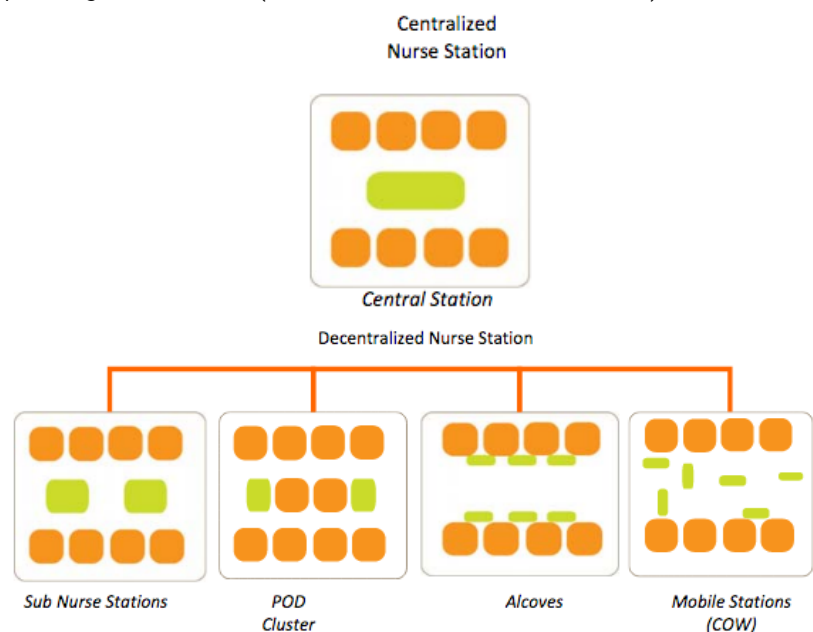 Centralized
Nurse Station
Central Station
Decentralized Nurse Station
Sub Nurse Stations
POD
Cluster
Alcoves
Mobile Stations
(COW)